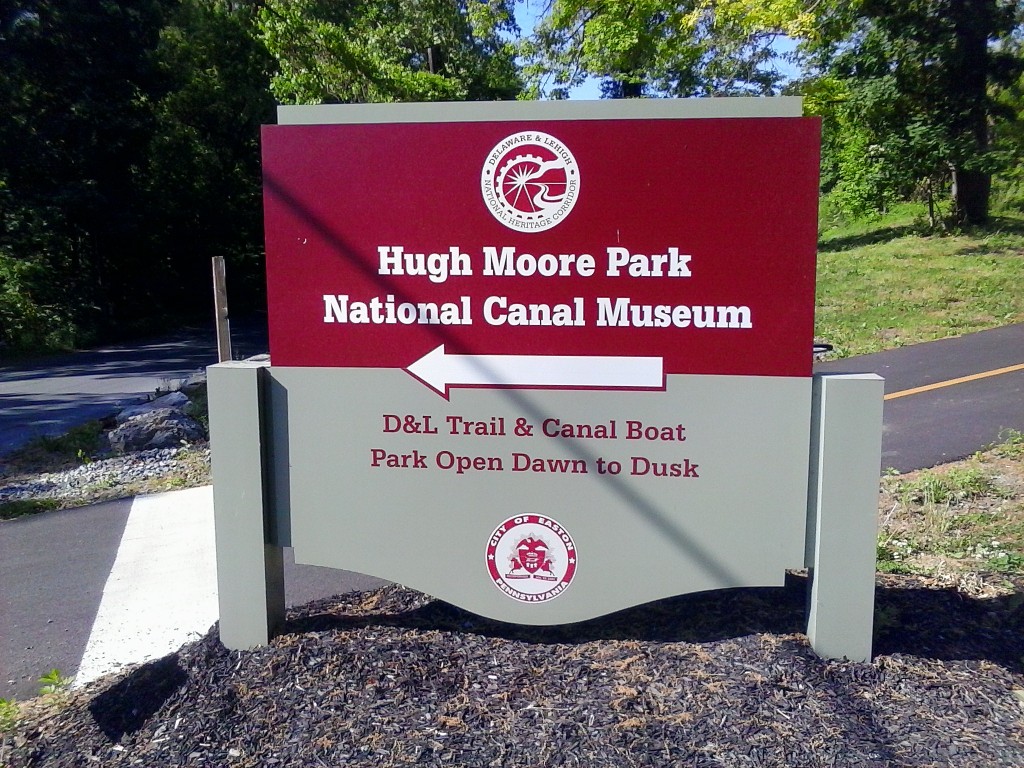 DELAWARE & LEHIGH
NATIONAL HERITAGE CORRIDOR
Hugh Moore Park
National Canal Museum
D&L Trail & Canal Boat
Park Open Dawn to Dusk
CITY OF EASTON
PENNSYLVANIA